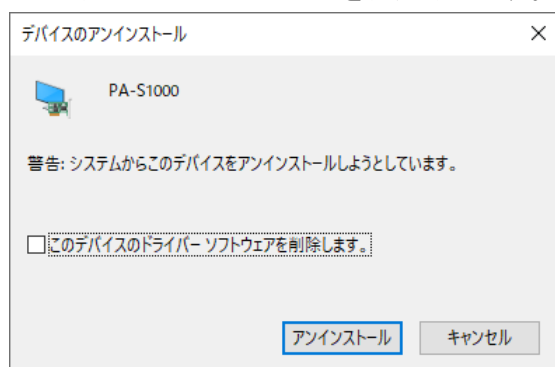 デバイスのアンインストール
PA-S1000
警告: システムからこのデバイスをアンインストールしようとしています。
このデバイスのドライバー ソフトウェアを削除します。
アンインストール
キャンセル